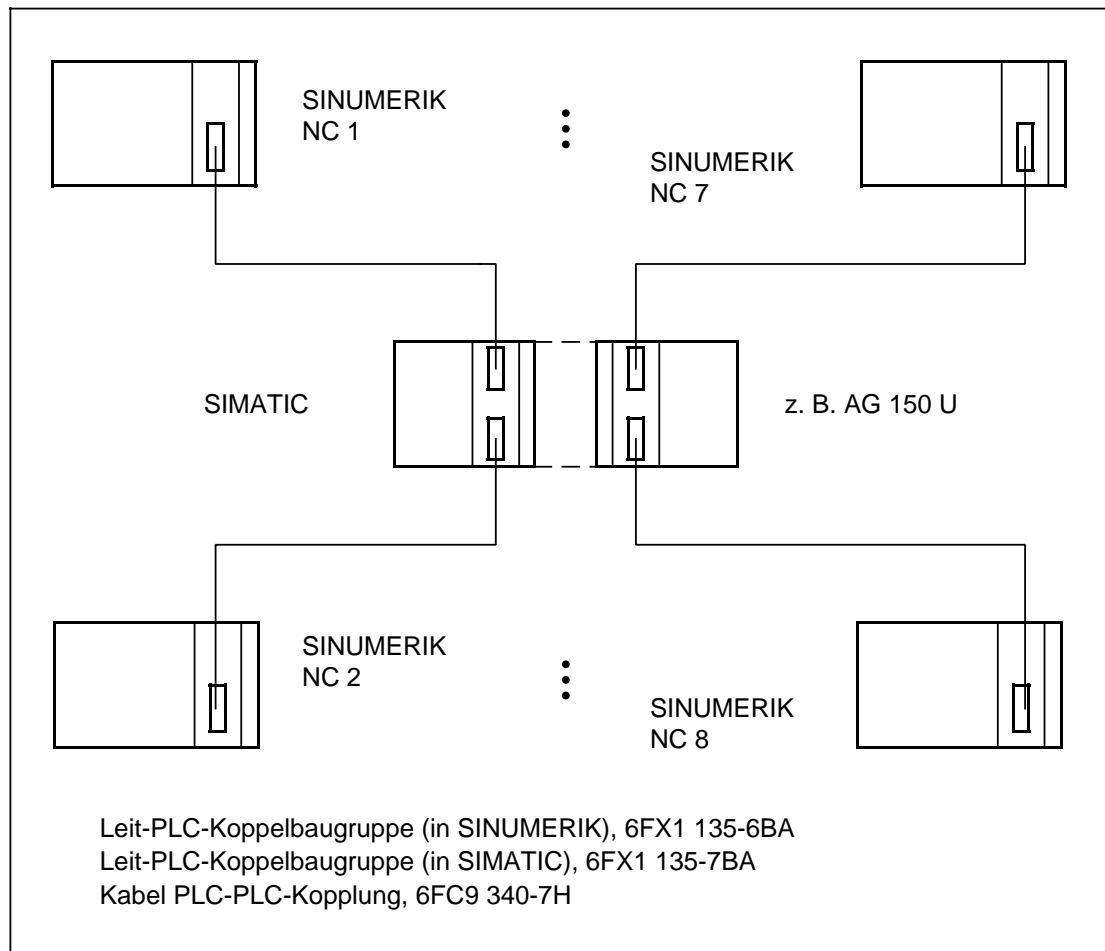 SINUMERIK
NC 1
SINUMERIK
NC 7
SIMATIC
z. B. AG 150 U
SINUMERIK
NC 2
SINUMERIK
NC 8
Leit-PLC-Koppelbaugruppe (in SINUMERIK), 6FX1 135-6BA
Leit-PLC-Koppelbaugruppe (in SIMATIC), 6FX1 135-7BA
Kabel PLC-PLC-Kopplung, 6FC9 340-7H